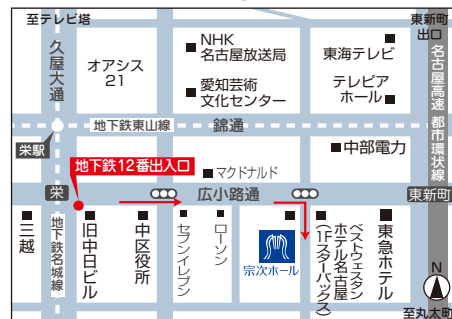 至テレビ塔
東新町
出口
久屋大通
オアシス
21
NHK
名古屋放送局
愛知芸術
文化センター
東海テレビ
テレピア
ホール
名古屋高速 都市環状線
地下鉄東山線
錦通
栄駅
中部電力
地下鉄12番出入口
マクドナルド
栄
広小路通
東新町
三越
地下鉄名城線
旧中日ビル
中区役所
セブンイレブン
ローソン
宗次ホール
ベストウェスタン
ホテル名古屋
(1Fスターバックス)
東急ホテル
N
至丸太町